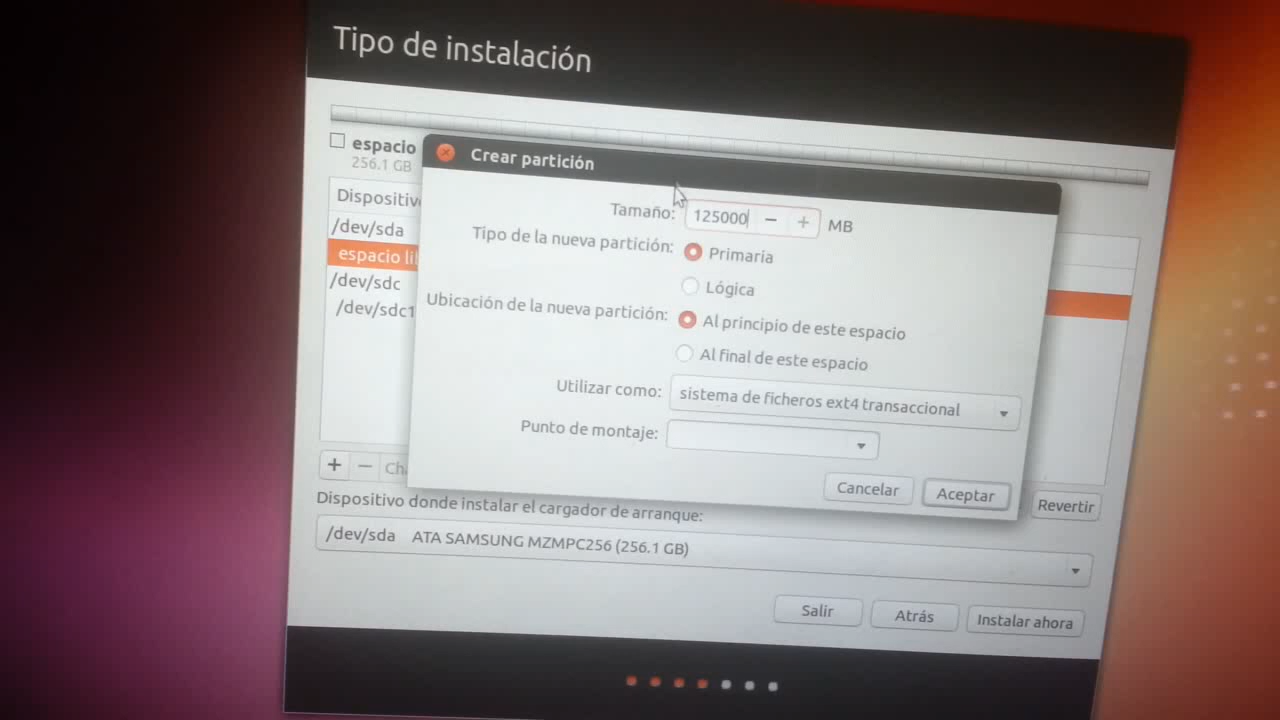 Tipo de instalación
espacio
256.1 GB
Crear partición
Dispositivo
Tamaño: 125000 − + MB
/dev/sda
Tipo de la nueva partición: Primaria
espacio li
Lógica
/dev/sdc
Ubicación de la nueva partición: Al principio de este espacio
/dev/sdc1
Al final de este espacio
Utilizar como: sistema de ficheros ext4 transaccional
Punto de montaje:
+ − Ch
Cancelar Aceptar
Revertir
Dispositivo donde instalar el cargador de arranque:
/dev/sda ATA SAMSUNG MZMPC256 (256.1 GB)
Salir Atrás Instalar ahora